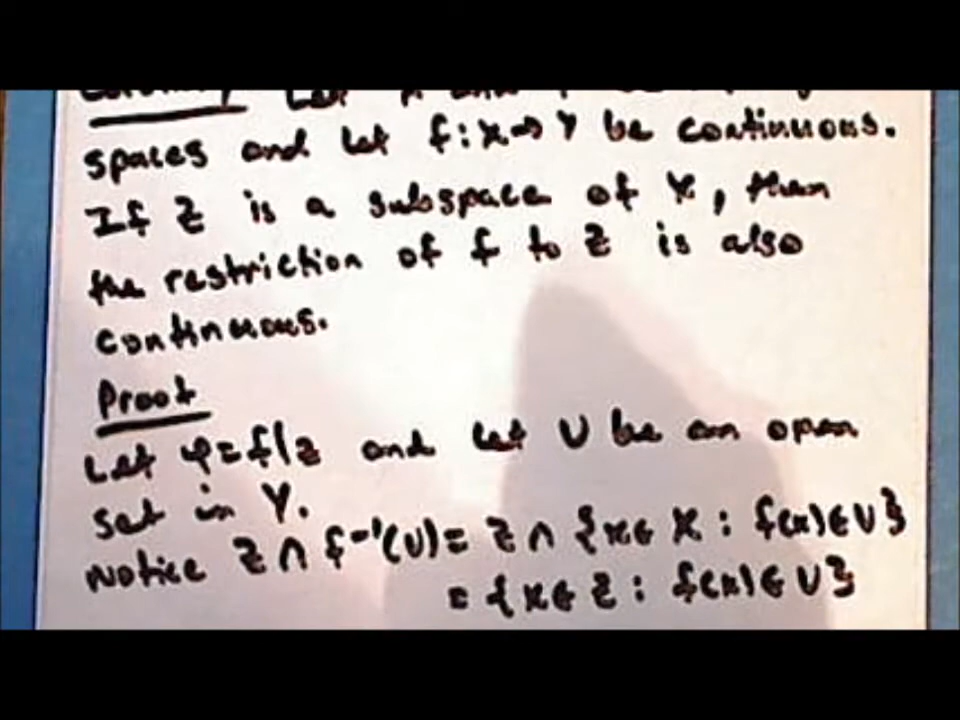 Let
spaces and let f:X→Y be continuous.
If Z is a subspace of X, then
the restriction of f to Z is also
continuous.
Proof
Let φ=f|Z and let U be an open
set in Y.
Notice Z∩f⁻¹(U)= Z∩{x∈X: f(x)∈U}
={x∈Z: f(x)∈U}